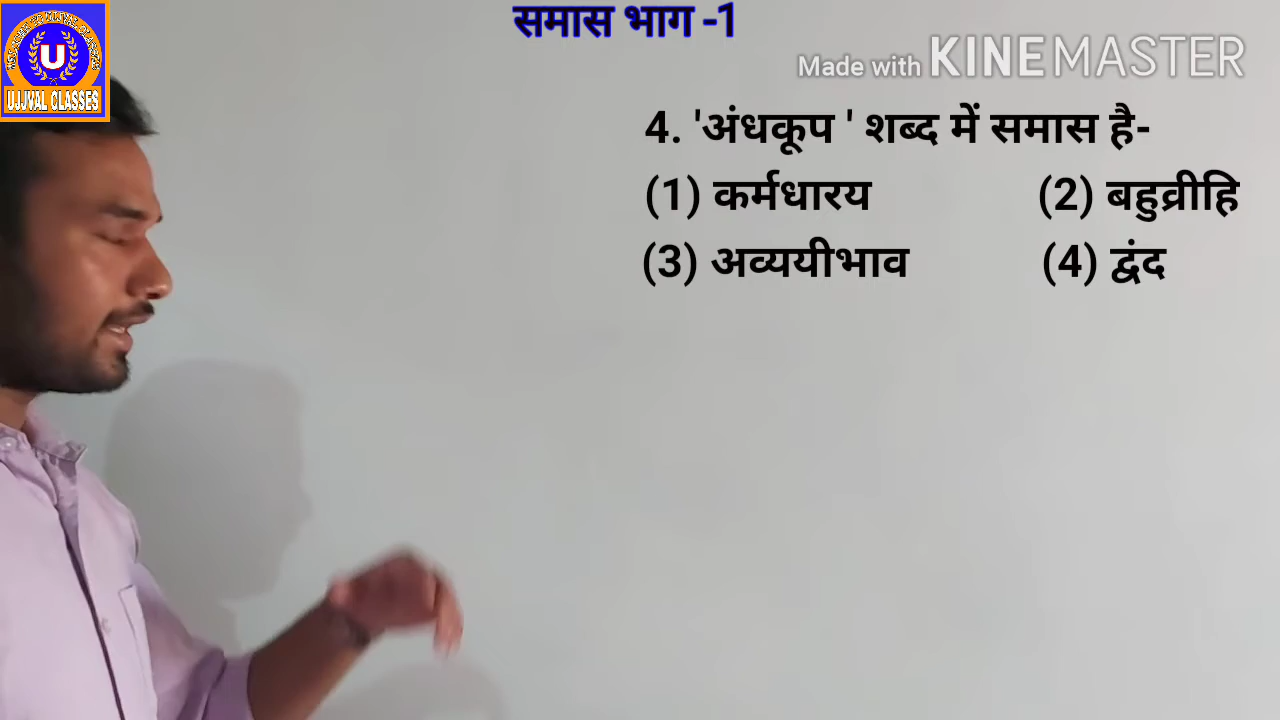 समास भाग -1
Made with KINEMASTER
U
UJJVAL CLASSES
4. 'अंधकूप ' शब्द में समास है-
(1) कर्मधारय (2) बहुव्रीहि
(3) अव्ययीभाव (4) द्वंद